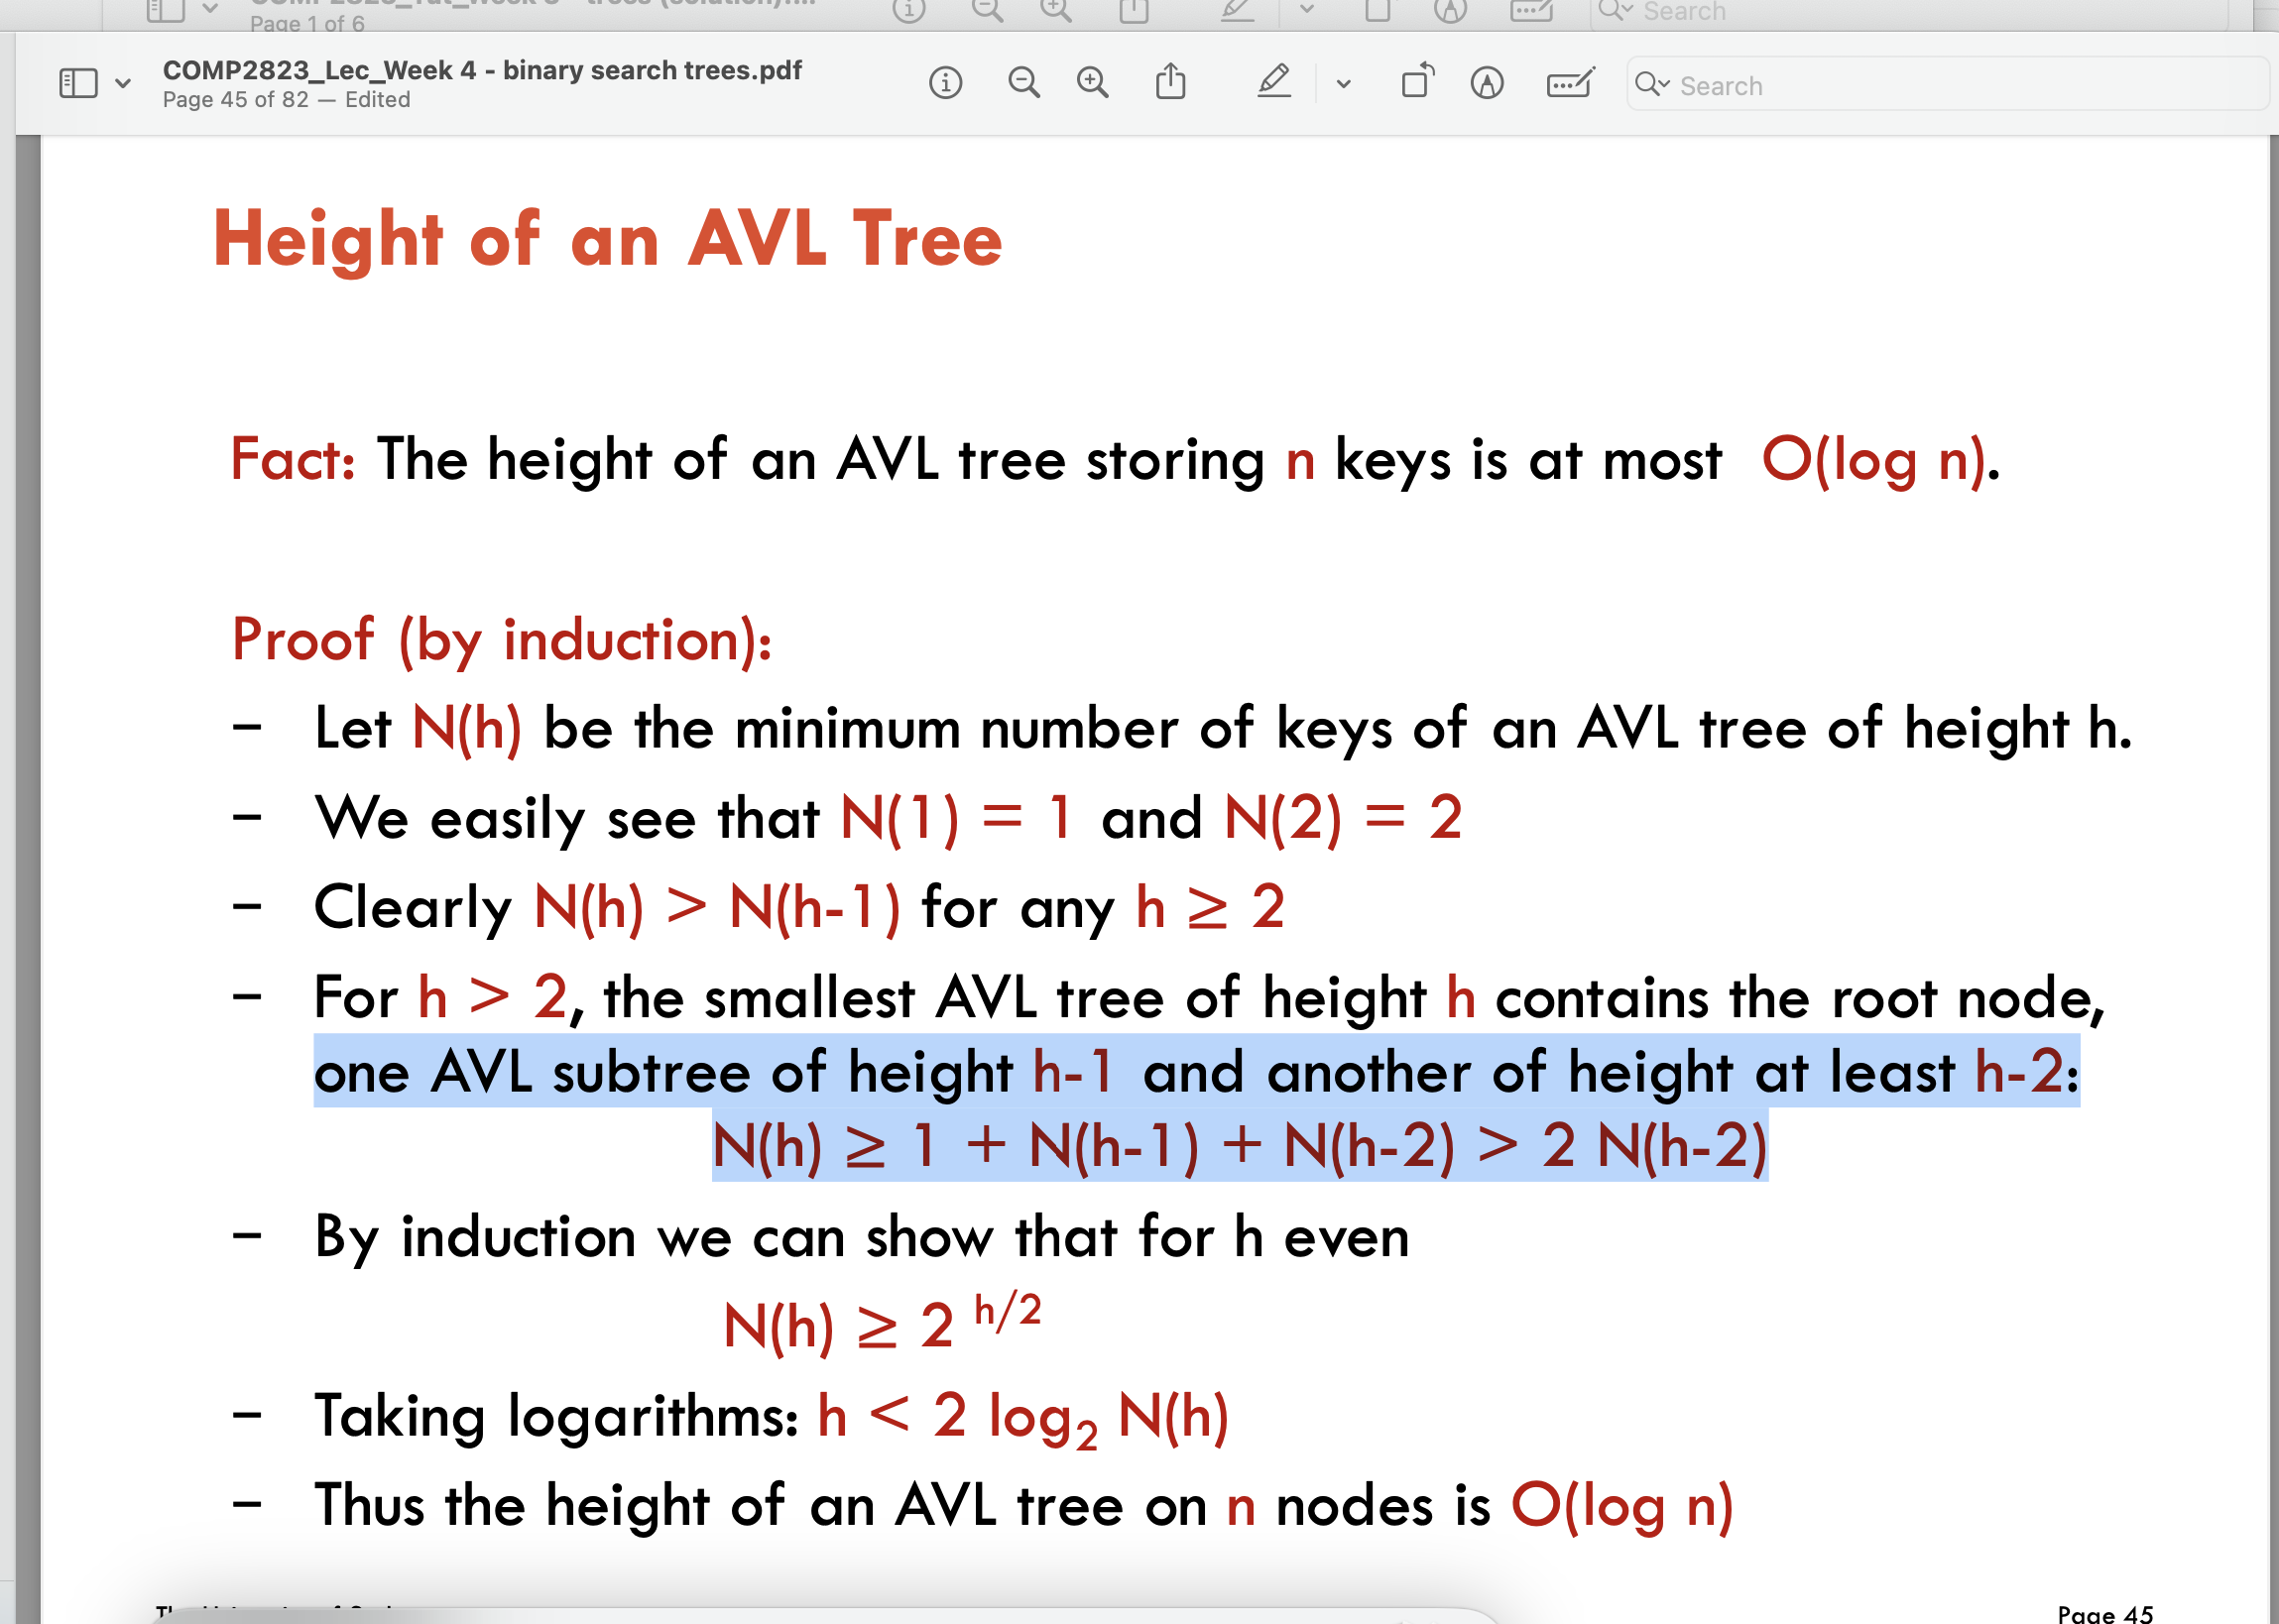 Page 1 of 6
Search
COMP2823_Lec_Week 4 - binary search trees.pdf
Page 45 of 82 — Edited
Search
Height of an AVL Tree
Fact: The height of an AVL tree storing n keys is at most O(log n).
Proof (by induction):
– Let N(h) be the minimum number of keys of an AVL tree of height h.
– We easily see that N(1) = 1 and N(2) = 2
– Clearly N(h) > N(h-1) for any h ≥ 2
– For h > 2, the smallest AVL tree of height h contains the root node,
one AVL subtree of height h-1 and another of height at least h-2:
N(h) ≥ 1 + N(h-1) + N(h-2) > 2 N(h-2)
– By induction we can show that for h even
N(h) ≥ 2 ʰ/²
– Taking logarithms: h < 2 log₂ N(h)
– Thus the height of an AVL tree on n nodes is O(log n)
Page 45